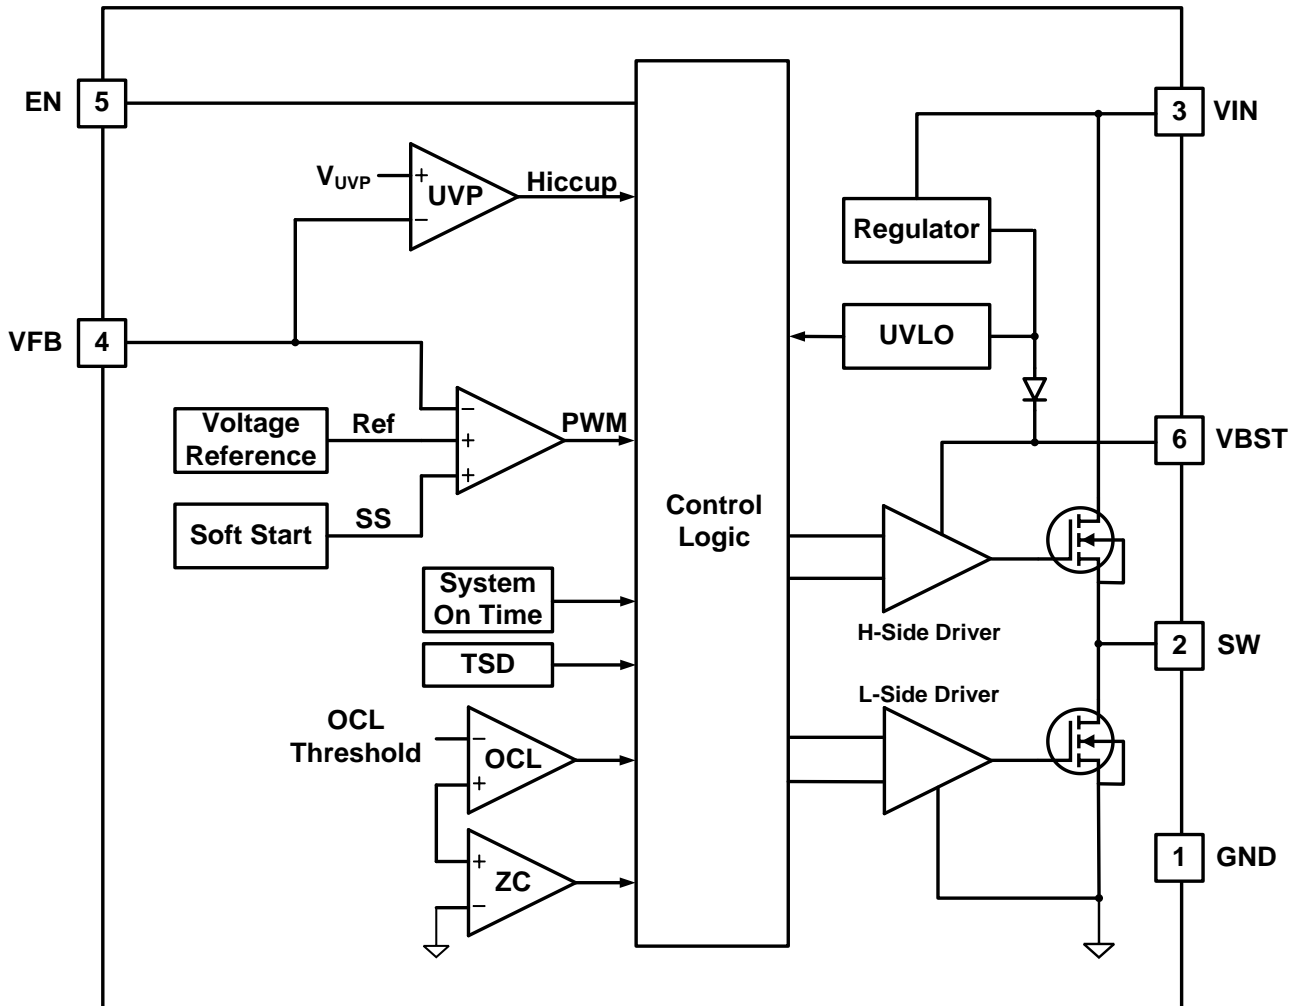 EN 5
3 VIN
V_UVP + UVP Hiccup
−
Regulator
VFB 4
UVLO
Voltage
Reference
Ref
− PWM
+
+
Soft Start
SS
6 VBST
Control
Logic
System
On Time
H-Side Driver
TSD
2 SW
L-Side Driver
OCL
Threshold
− OCL
+
+ ZC
−
1 GND